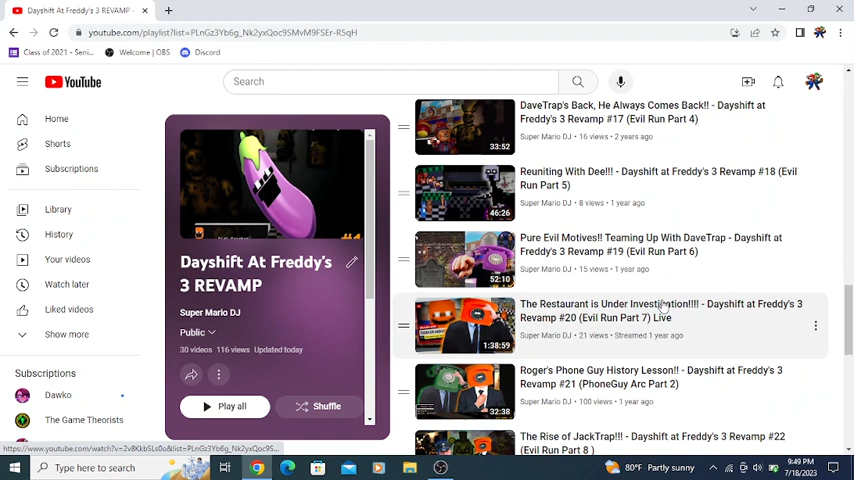 Dayshift At Freddy's 3 REVAMP
youtube.com/playlist?list=PLnGz3Yb6g_Nk2yxQoc9SMvM9FSEr-R5qH
Class of 2021 - Seni...
Welcome | OBS
Discord
YouTube
Search
Home
Shorts
Subscriptions
Library
History
Your videos
Watch later
Liked videos
Show more
Subscriptions
Dawko
The Game Theorists
Dayshift At Freddy's
3 REVAMP
Super Mario DJ
Public
30 videos 116 views Updated today
Play all
Shuffle
DaveTrap's Back, He Always Comes Back!! - Dayshift at
Freddy's 3 Revamp #17 (Evil Run Part 4)
Super Mario DJ • 16 views • 2 years ago
33:52
Reuniting With Dee!!! - Dayshift at Freddy's 3 Revamp #18 (Evil
Run Part 5)
Super Mario DJ • 8 views • 1 year ago
46:26
Pure Evil Motives!! Teaming Up With DaveTrap - Dayshift at
Freddy's 3 Revamp #19 (Evil Run Part 6)
Super Mario DJ • 15 views • 1 year ago
52:10
The Restaurant is Under Investigation!!!! - Dayshift at Freddy's 3
Revamp #20 (Evil Run Part 7) Live
Super Mario DJ • 21 views • Streamed 1 year ago
1:38:59
Roger's Phone Guy History Lesson!! - Dayshift at Freddy's 3
Revamp #21 (PhoneGuy Arc Part 2)
Super Mario DJ • 100 views • 1 year ago
32:38
The Rise of JackTrap!!! - Dayshift at Freddy's 3 Revamp #22
(Evil Run Part 8 )
https://www.youtube.com/watch?v=2v8KkbSLs0o&list=PLnGz3Yb6g_Nk2yxQoc9S...
Type here to search
80°F Partly sunny
9:49 PM
7/18/2023